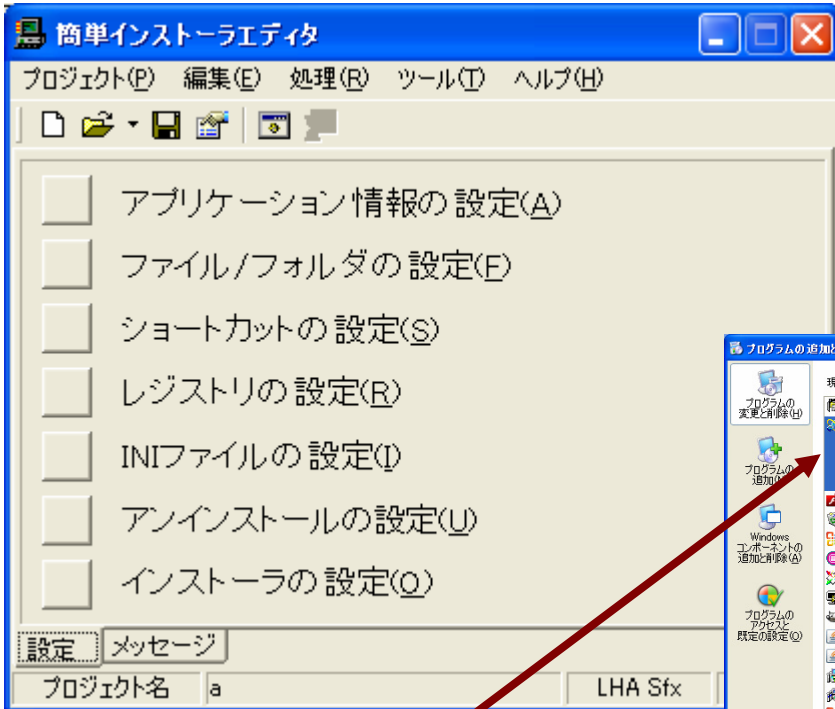 簡単インストーラエディタ
プロジェクト(P) 編集(E) 処理(R) ツール(T) ヘルプ(H)
アプリケーション情報の設定(A)
ファイル/フォルダの設定(F)
ショートカットの設定(S)
レジストリの設定(R)
INIファイルの設定(I)
アンインストールの設定(U)
インストーラの設定(O)
設定 メッセージ
プロジェクト名 a LHA Sfx
プログラムの追加と
現
プログラムの
変更と削除(H)
プログラムの
追加(N)
Windows
コンポーネントの
追加と削除(A)
プログラムの
アクセスと
既定の設定(O)